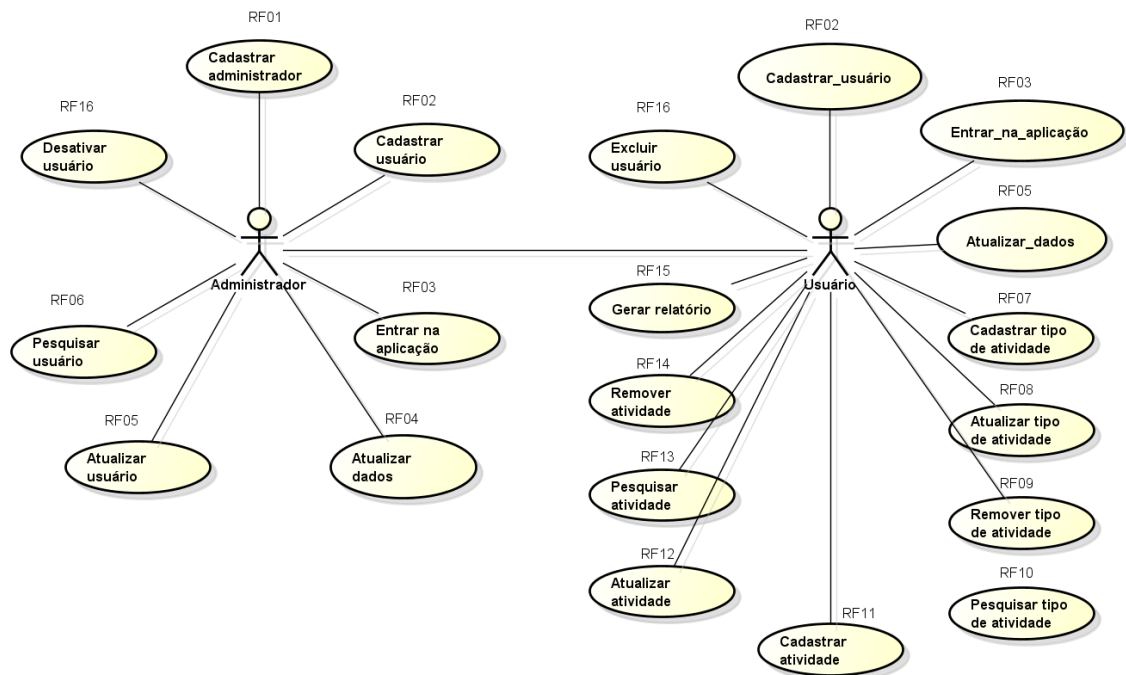 RF01
Cadastrar
administrador
RF02
Cadastrar
usuário
RF16
Desativar
usuário
Administrador
RF06
Pesquisar
usuário
RF03
Entrar na
aplicação
RF05
Atualizar
usuário
RF04
Atualizar
dados
RF02
Cadastrar_usuário
RF16
Excluir
usuário
RF03
Entrar_na_aplicação
RF05
Atualizar_dados
Usuário
RF15
Gerar relatório
RF07
Cadastrar tipo
de atividade
RF14
Remover
atividade
RF08
Atualizar tipo
de atividade
RF13
Pesquisar
atividade
RF09
Remover tipo
de atividade
RF12
Atualizar
atividade
RF10
Pesquisar tipo
de atividade
RF11
Cadastrar
atividade